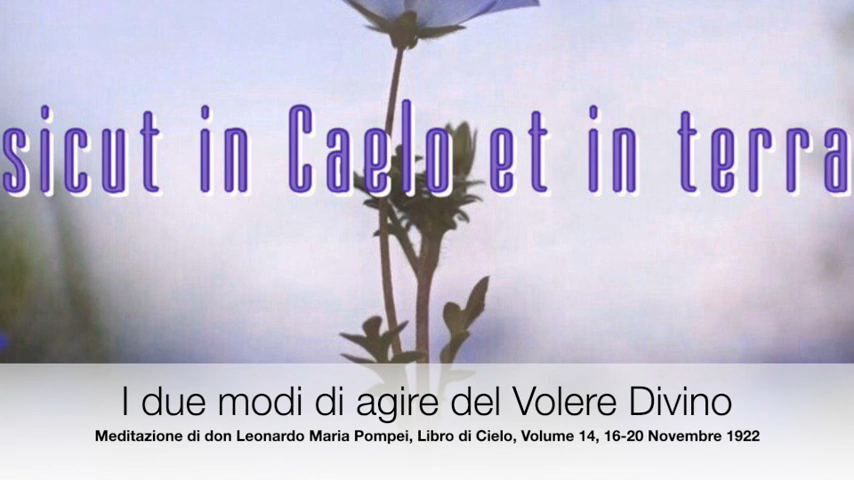 sicut in Caelo et in terra
I due modi di agire del Volere Divino
Meditazione di don Leonardo Maria Pompei, Libro di Cielo, Volume 14, 16-20 Novembre 1922